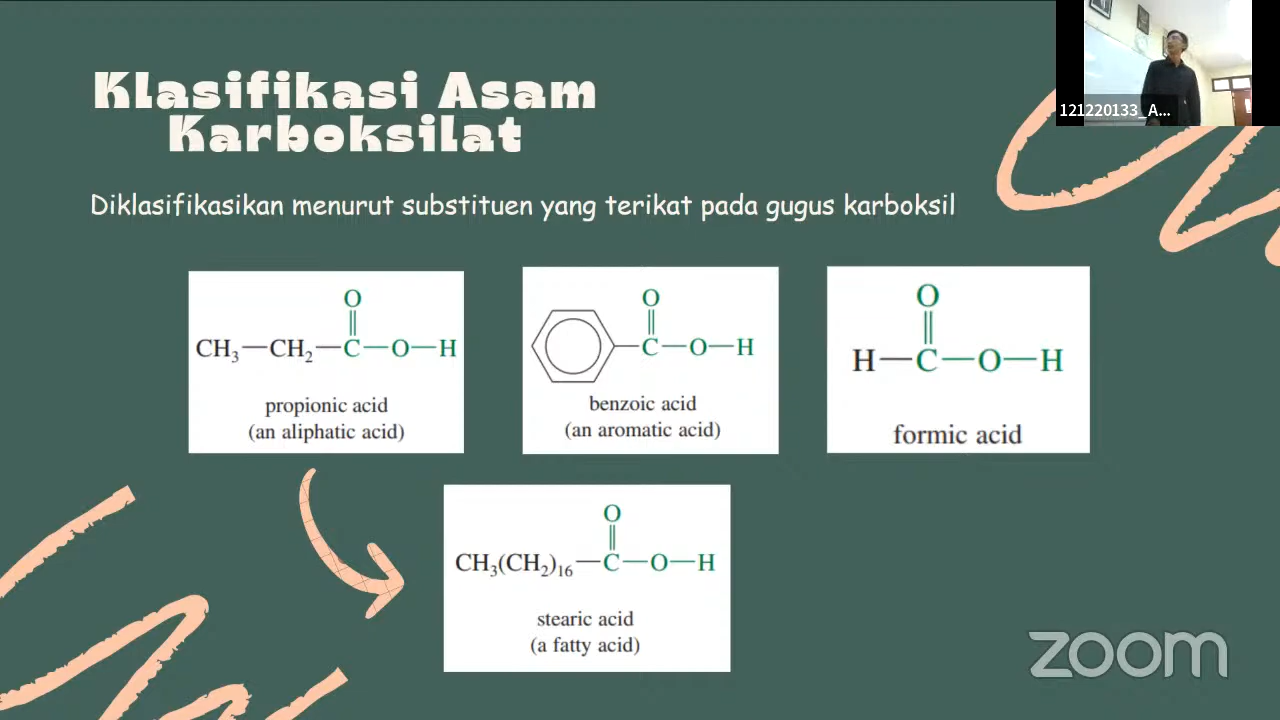 121220133_A...
Klasifikasi Asam
Karboksilat
Diklasifikasikan menurut substituen yang terikat pada gugus karboksil
O
CH₃—CH₂—C—O—H
propionic acid
(an aliphatic acid)
O
C—O—H
benzoic acid
(an aromatic acid)
O
H—C—O—H
formic acid
O
CH₃(CH₂)₁₆—C—O—H
stearic acid
(a fatty acid)
zoom